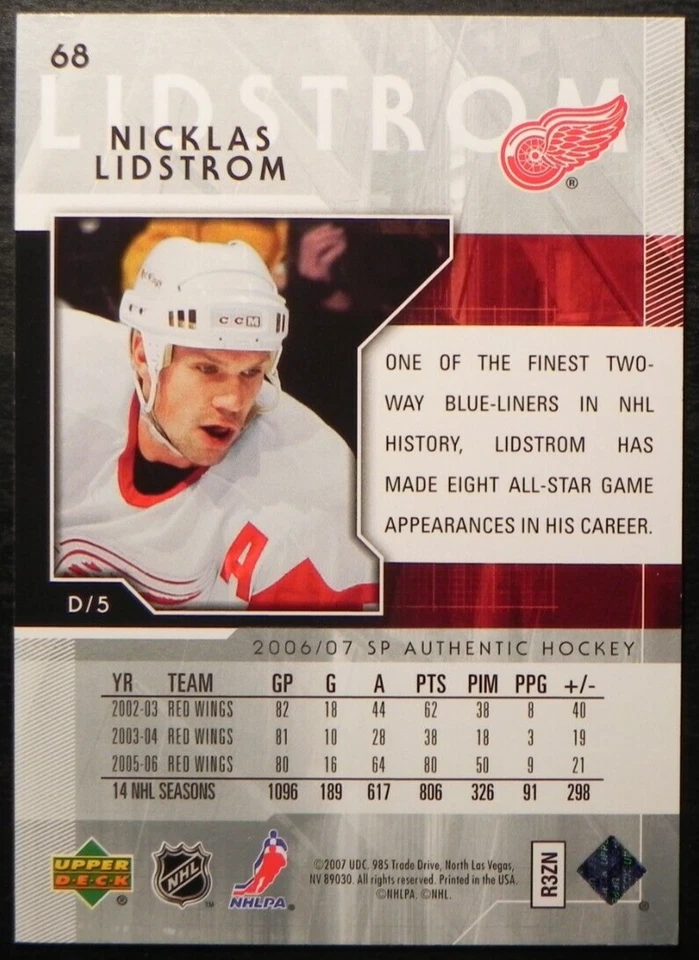 68
LIDSTROM
NICKLAS
LIDSTROM
®
CCM
ONE OF THE FINEST TWO-
WAY BLUE-LINERS IN NHL
HISTORY, LIDSTROM HAS
MADE EIGHT ALL-STAR GAME
APPEARANCES IN HIS CAREER.
A
D/5
2006/07 SP AUTHENTIC HOCKEY
YR TEAM GP G A PTS PIM PPG +/-
2002-03 RED WINGS 82 18 44 62 38 8 40
2003-04 RED WINGS 81 10 28 38 18 3 19
2005-06 RED WINGS 80 16 64 80 50 9 21
14 NHL SEASONS 1096 189 617 806 326 91 298
UPPER
DECK
®
NHL
™
NHLPA
©2007 UDC. 985 Trade Drive, North Las Vegas,
NV 89030. All rights reserved. Printed in the USA.
©NHLPA. ©NHL.
R3ZN
®